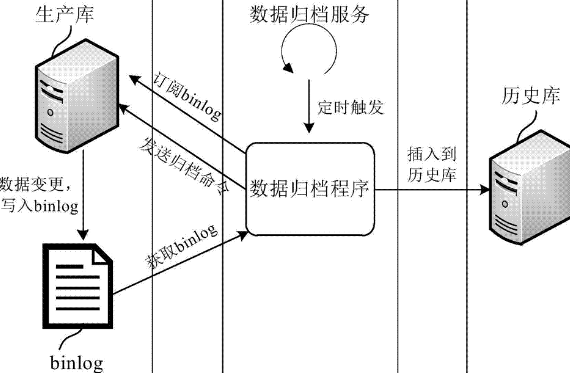 生产库
数据归档服务
订阅binlog
定时触发
历史库
发送归档命令
插入到
历史库
数据归档程序
数据变更，
写入binlog
获取binlog
binlog